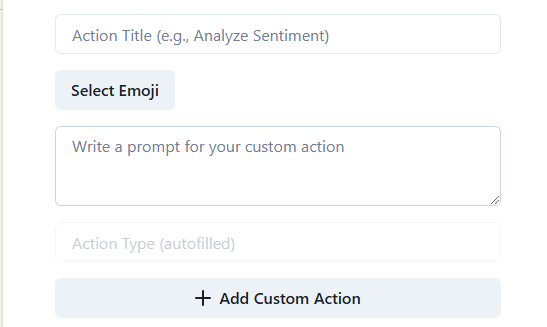 Action Title (e.g., Analyze Sentiment)
Select Emoji
Write a prompt for your custom action
Action Type (autofilled)
Add Custom Action